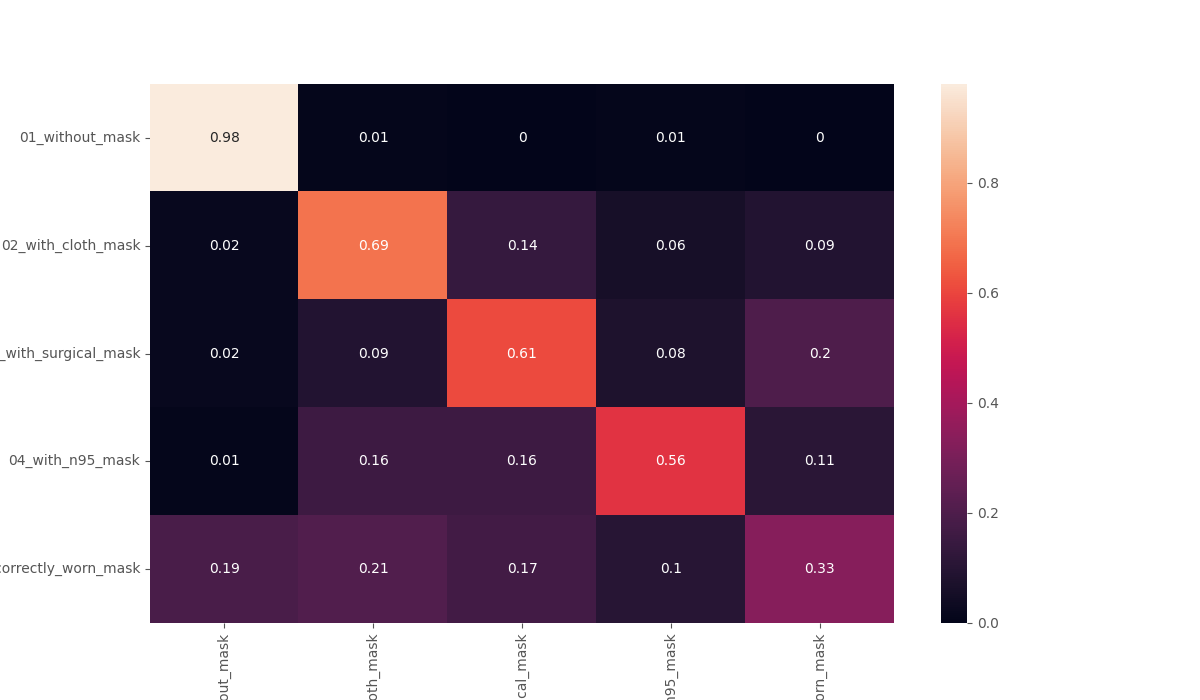 01_without_mask 0.98 0.01 0 0.01 0
0.8
02_with_cloth_mask 0.02 0.69 0.14 0.06 0.09
0.6
_with_surgical_mask 0.02 0.09 0.61 0.08 0.2
0.4
04_with_n95_mask 0.01 0.16 0.16 0.56 0.11
0.2
correctly_worn_mask 0.19 0.21 0.17 0.1 0.33
0.0
out_mask
oth_mask
cal_mask
n95_mask
orn_mask